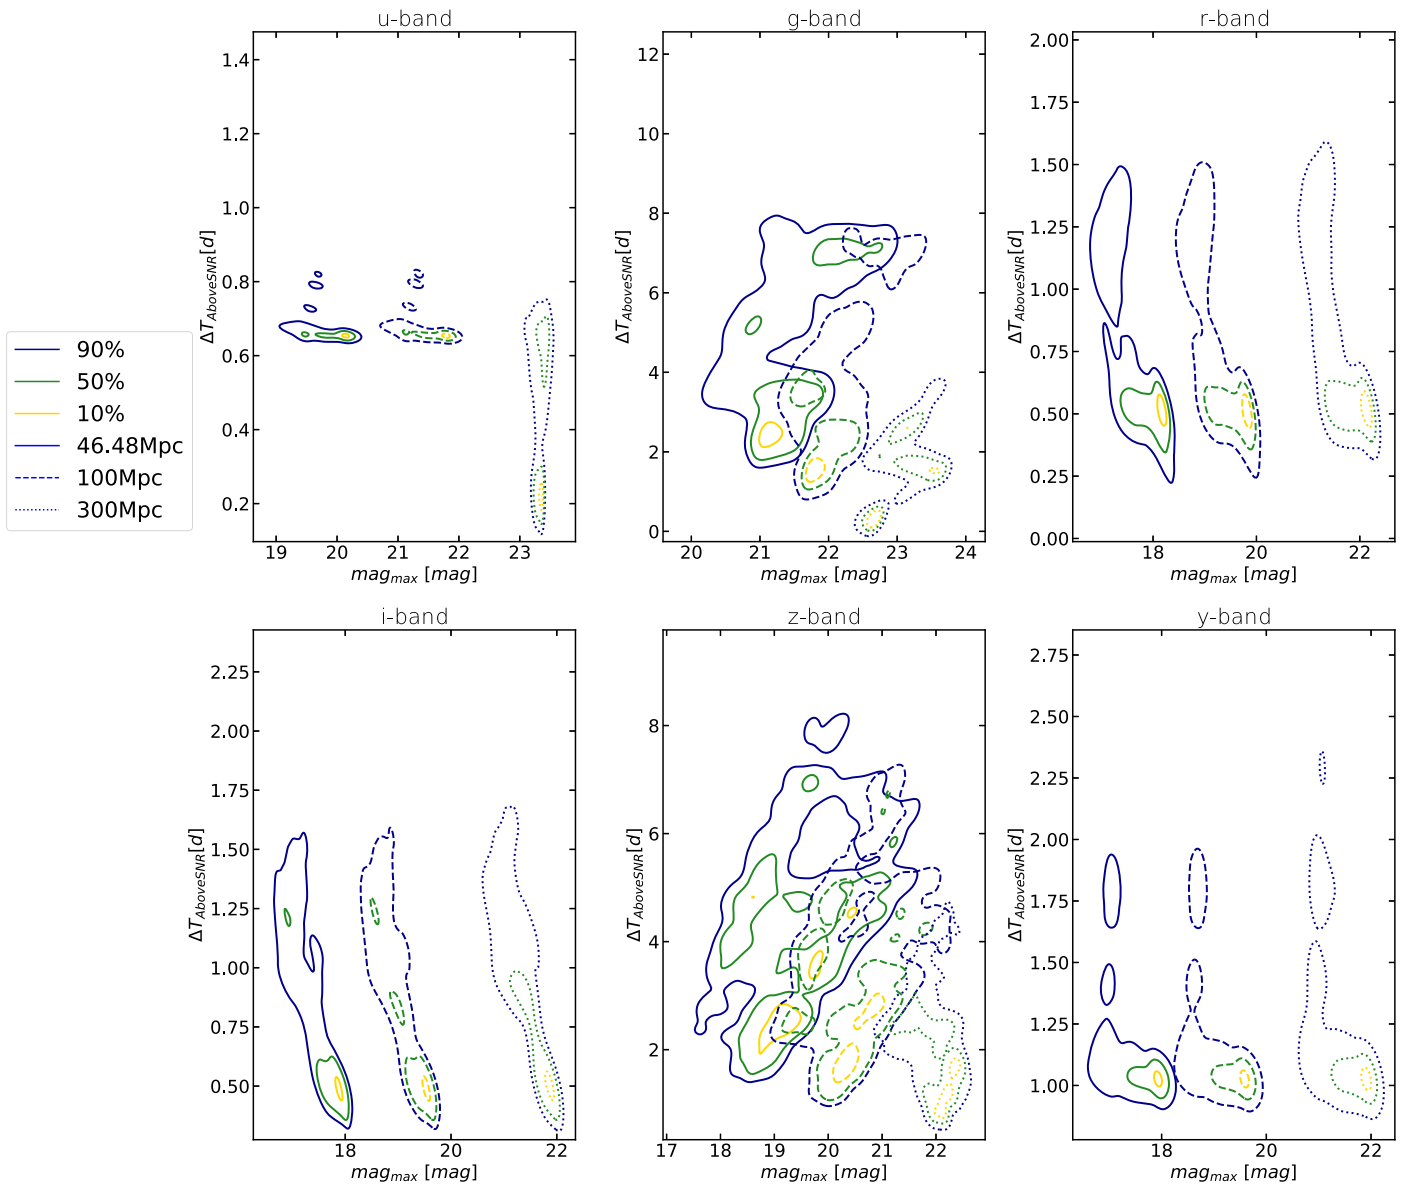 u-band
g-band
r-band
1.4
1.2
1.0
0.8
0.6
0.4
0.2
ΔT_AboveSNR[d]
19 20 21 22 23
mag_max [mag]
12
10
8
6
4
2
0
ΔT_AboveSNR[d]
20 21 22 23 24
mag_max [mag]
2.00
1.75
1.50
1.25
1.00
0.75
0.50
0.25
0.00
ΔT_AboveSNR[d]
18 20 22
mag_max [mag]
90%
50%
10%
46.48Mpc
100Mpc
300Mpc
i-band
z-band
y-band
2.25
2.00
1.75
1.50
1.25
1.00
0.75
0.50
ΔT_AboveSNR[d]
18 20 22
mag_max [mag]
8
6
4
2
ΔT_AboveSNR[d]
17 18 19 20 21 22
mag_max [mag]
2.75
2.50
2.25
2.00
1.75
1.50
1.25
1.00
ΔT_AboveSNR[d]
18 20 22
mag_max [mag]